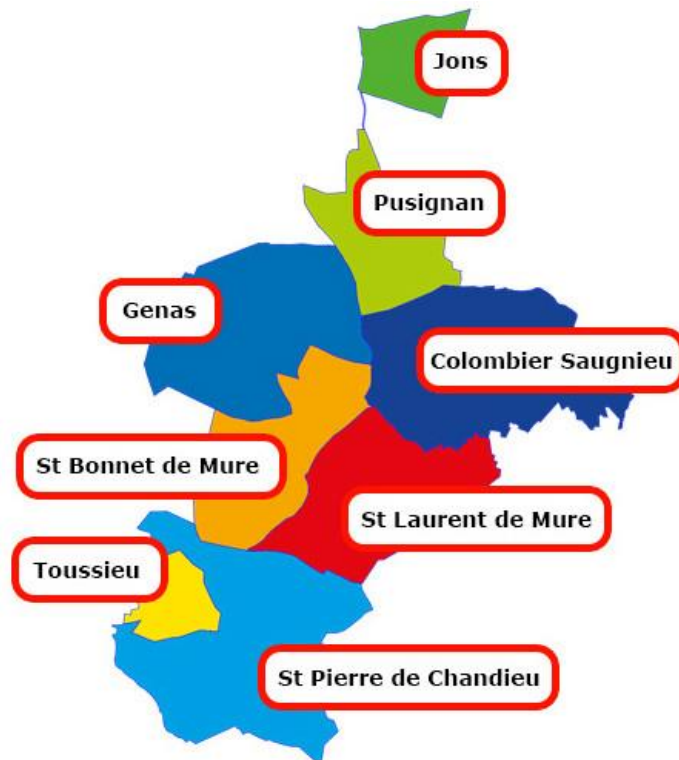 Jons
Pusignan
Genas
Colombier Saugnieu
St Bonnet de Mure
St Laurent de Mure
Toussieu
St Pierre de Chandieu